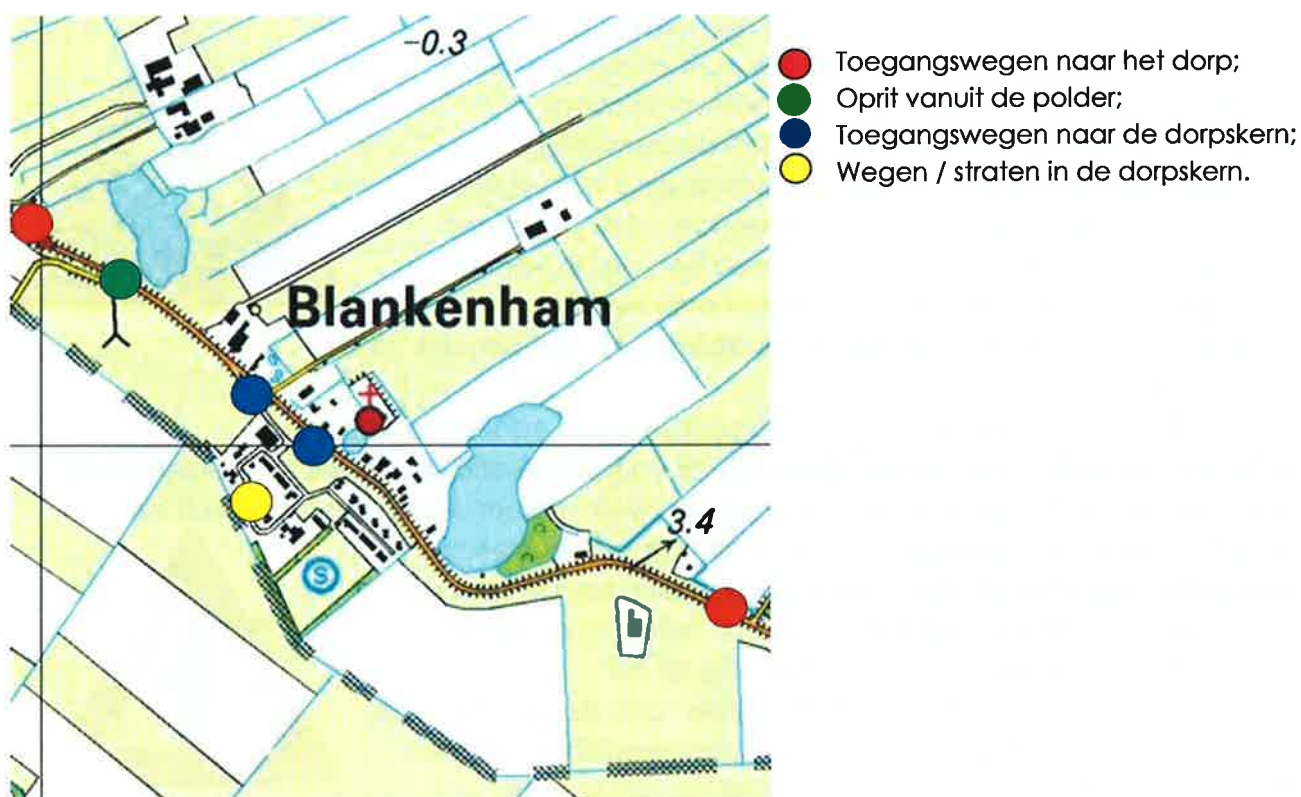 -0.3
Toegangswegen naar het dorp;
Oprit vanuit de polder;
Toegangswegen naar de dorpskern;
Wegen / straten in de dorpskern.
Blankenham
3.4
S